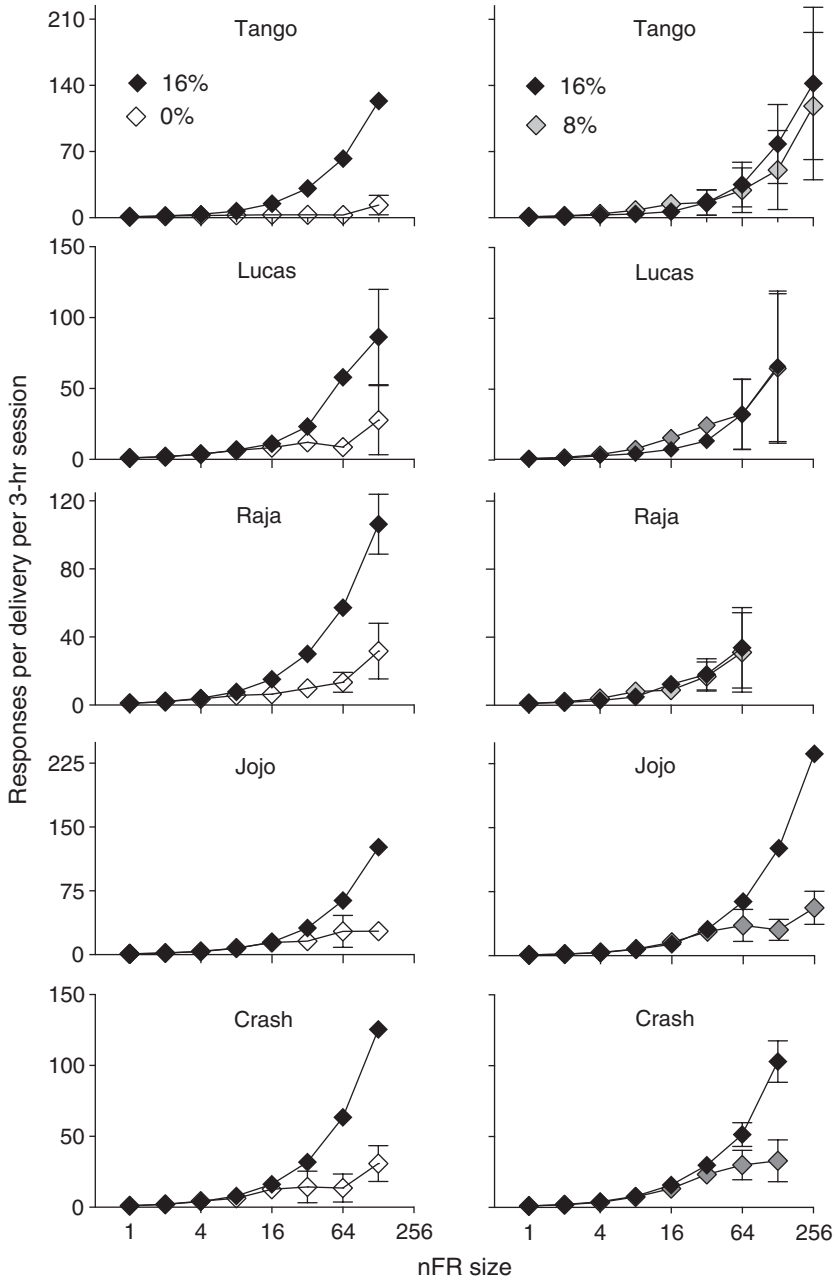 Tango
210
140
70
0
16%
0%
Tango
16%
8%
Lucas
150
100
50
0
Lucas
Raja
120
80
40
0
Raja
Jojo
225
150
75
0
Jojo
Crash
150
100
50
0
Crash
1 4 16 64 256
1 4 16 64 256
Responses per delivery per 3-hr session
nFR size